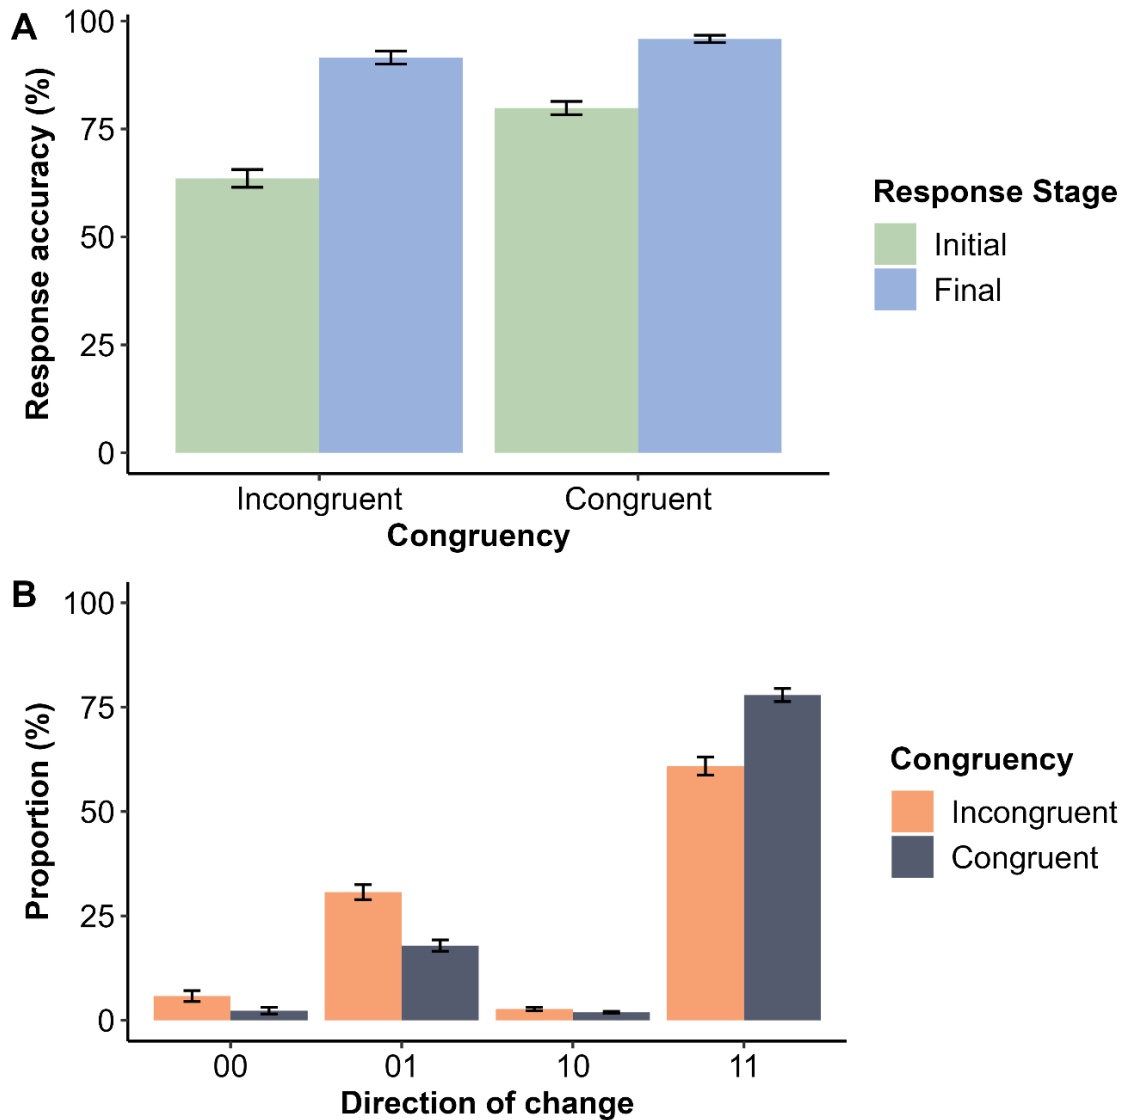 A
Response accuracy (%)
100
75
50
25
0
Incongruent Congruent
Congruency
Response Stage
Initial
Final
B
Proportion (%)
100
75
50
25
0
00 01 10 11
Direction of change
Congruency
Incongruent
Congruent